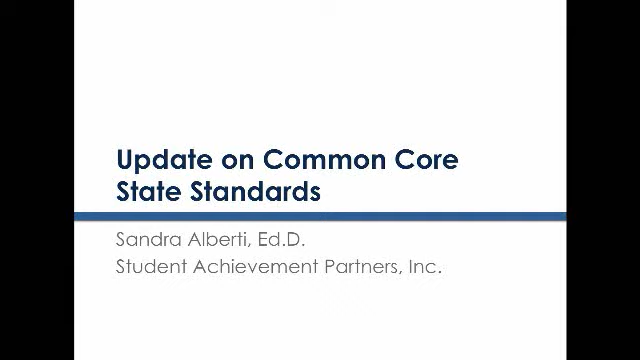 Update on Common Core
State Standards
Sandra Alberti, Ed.D.
Student Achievement Partners, Inc.